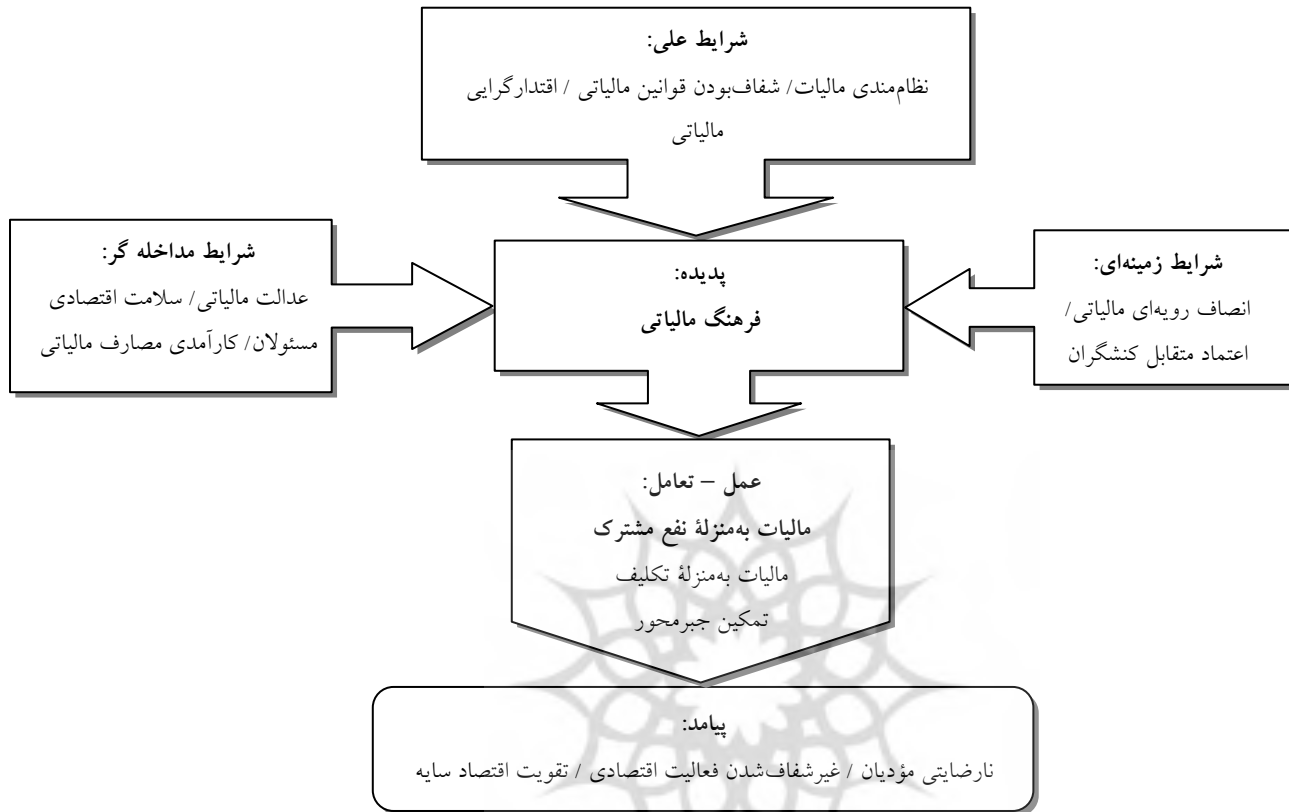 شرایط علی:
نظام‌مندی مالیات/ شفاف‌بودن قوانین مالیاتی / اقتدارگرایی
مالیاتی
شرایط زمینه‌ای:
انصاف رویه‌ای مالیاتی/
اعتماد متقابل کنشگران
پدیده:
فرهنگ مالیاتی
شرایط مداخله گر:
عدالت مالیاتی/ سلامت اقتصادی
مسئولان/ کارآمدی مصارف مالیاتی
عمل – تعامل:
مالیات به‌منزلۀ نفع مشترک
مالیات به‌منزلۀ تکلیف
تمکین جبرمحور
پیامد:
نارضایتی مؤدیان / غیرشفاف‌شدن فعالیت اقتصادی / تقویت اقتصاد سایه